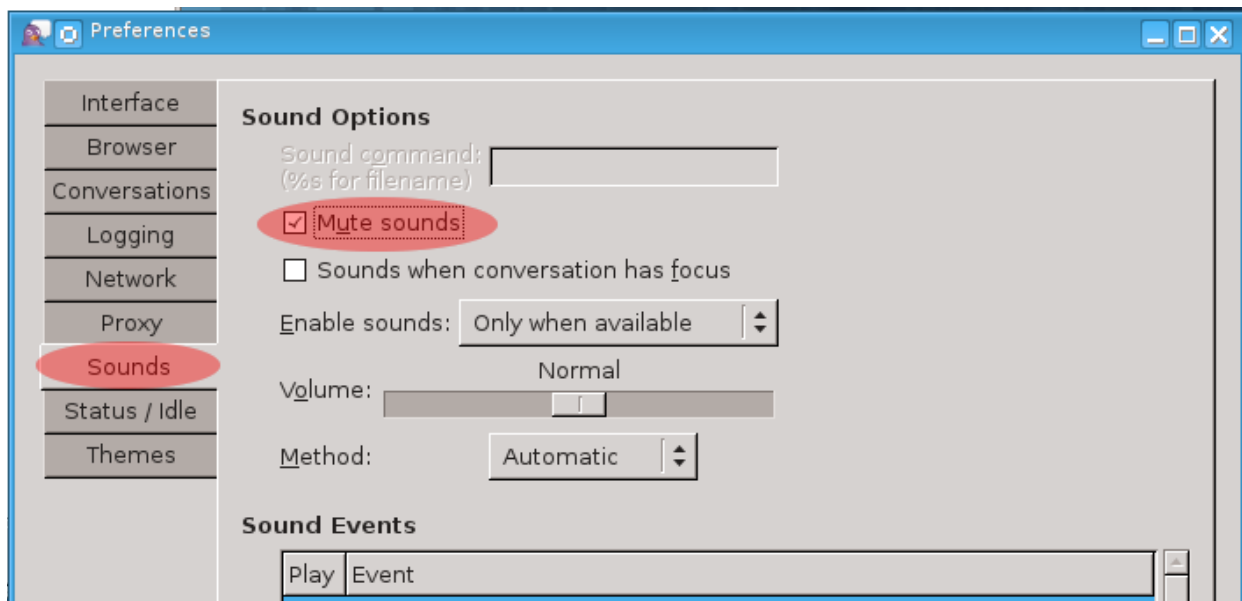 Preferences
Interface
Browser
Conversations
Logging
Network
Proxy
Sounds
Status / Idle
Themes
Sound Options
Sound command:
(%s for filename)
Mute sounds
Sounds when conversation has focus
Enable sounds: Only when available
Normal
Volume:
Method: Automatic
Sound Events
Play Event